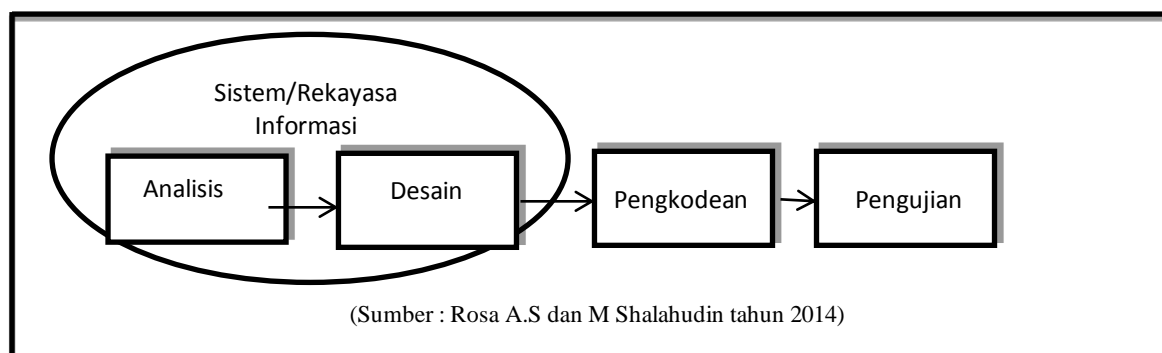 Sistem/Rekayasa
Informasi
Analisis
Desain
Pengkodean
Pengujian
(Sumber : Rosa A.S dan M Shalahudin tahun 2014)